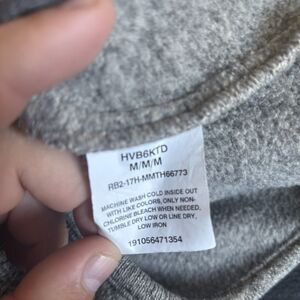 HVB6KTD
M/M/M
RB2-17H-MMTH66773
MACHINE WASH COLD INSIDE OUT
WITH LIKE COLORS, ONLY NON-
CHLORINE BLEACH WHEN NEEDED,
TUMBLE DRY LOW OR LINE DRY,
LOW IRON
191056471354